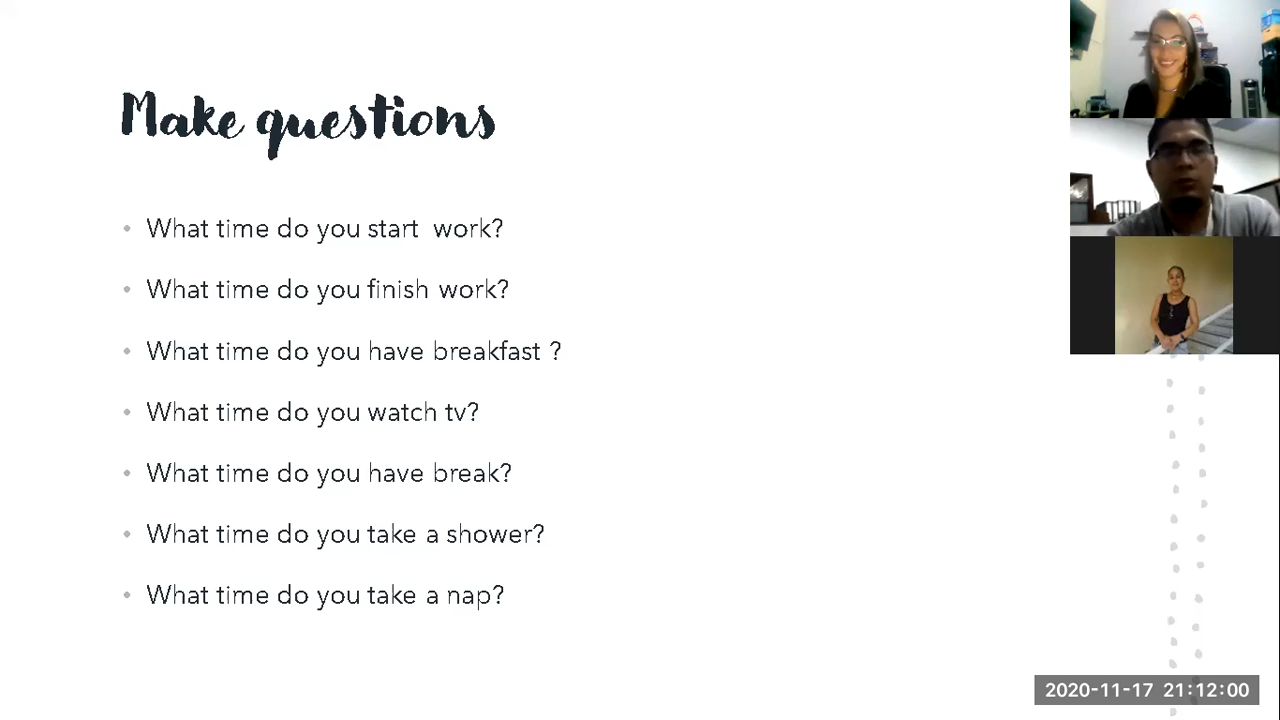 Make questions
• What time do you start  work?
• What time do you finish work?
• What time do you have breakfast ?
• What time do you watch tv?
• What time do you have break?
• What time do you take a shower?
• What time do you take a nap?
2020-11-17 21:12:00